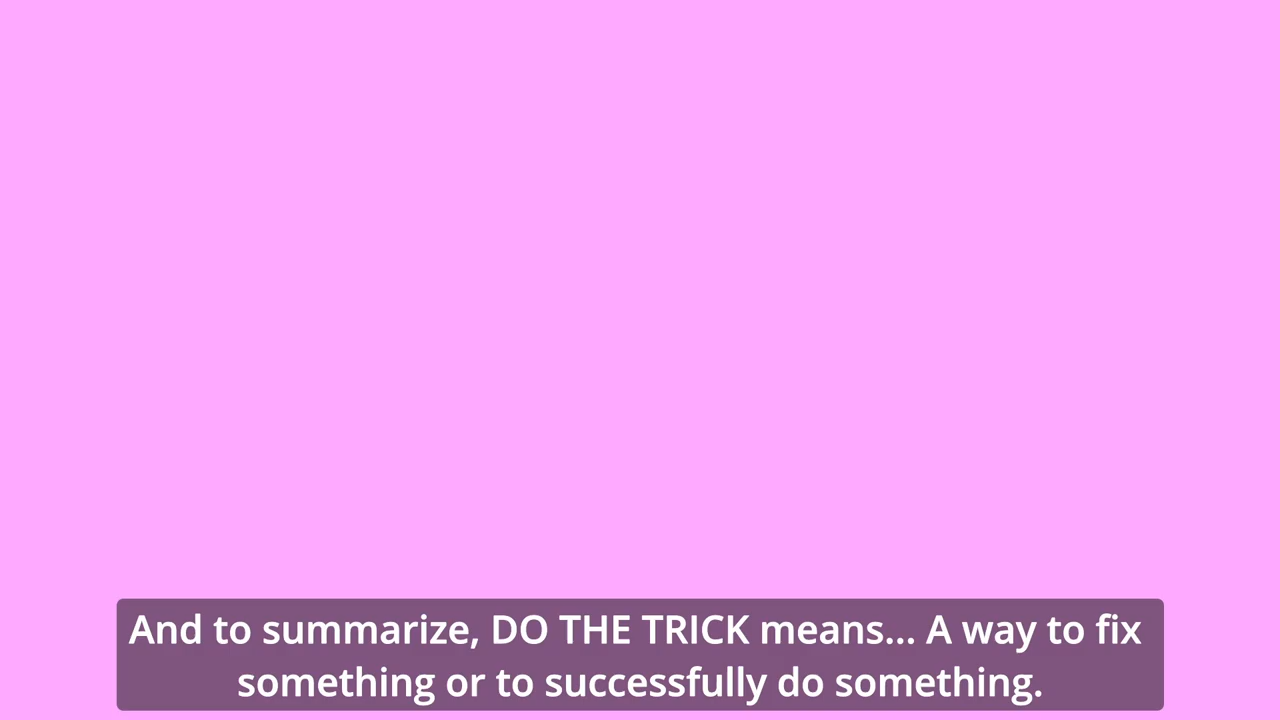 And to summarize, DO THE TRICK means... A way to fix
something or to successfully do something.